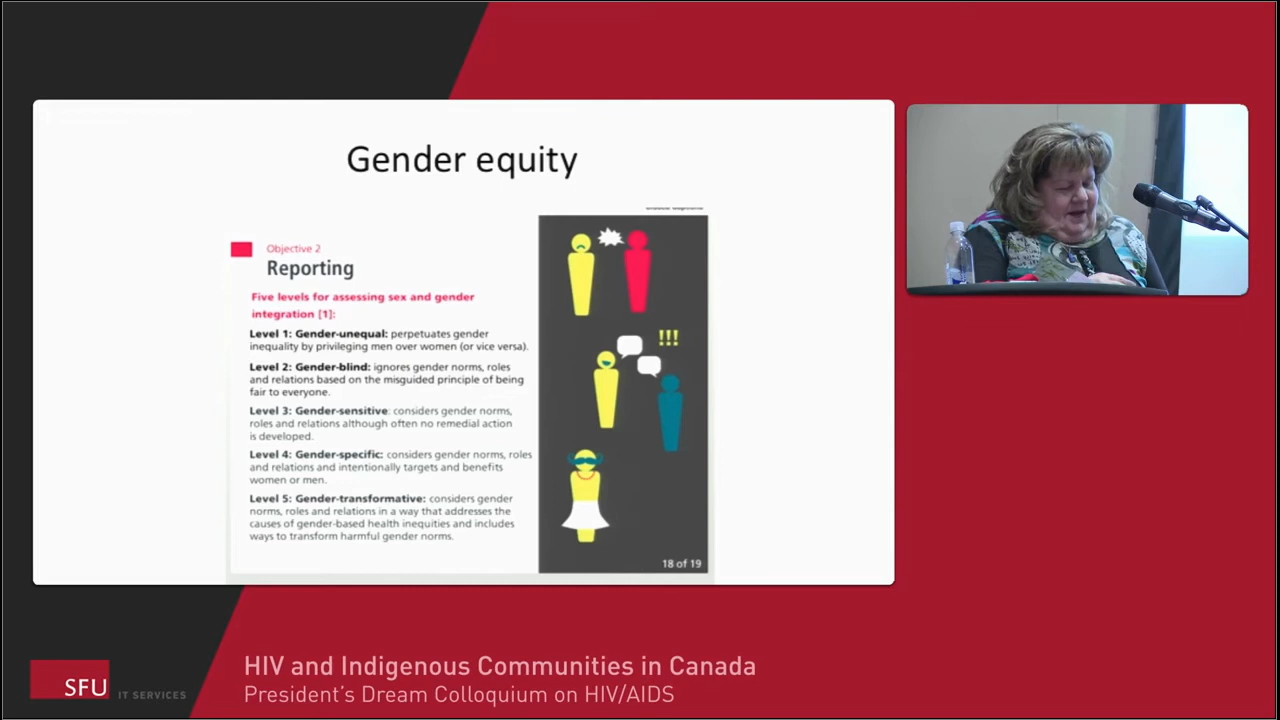 Gender equity
Objective 2
Reporting
Five levels for assessing sex and gender
integration [1]:
Level 1: Gender-unequal: perpetuates gender
inequality by privileging men over women (or vice versa).
Level 2: Gender-blind: ignores gender norms, roles
and relations based on the misguided principle of being
fair to everyone.
Level 3: Gender-sensitive: considers gender norms,
roles and relations although often no remedial action
is developed.
Level 4: Gender-specific: considers gender norms, roles
and relations and intentionally targets and benefits
women or men.
Level 5: Gender-transformative: considers gender
norms, roles and relations in a way that addresses the
causes of gender-based health inequities and includes
ways to transform harmful gender norms.
!!!
18 of 19
SFU IT SERVICES
HIV and Indigenous Communities in Canada
President's Dream Colloquium on HIV/AIDS